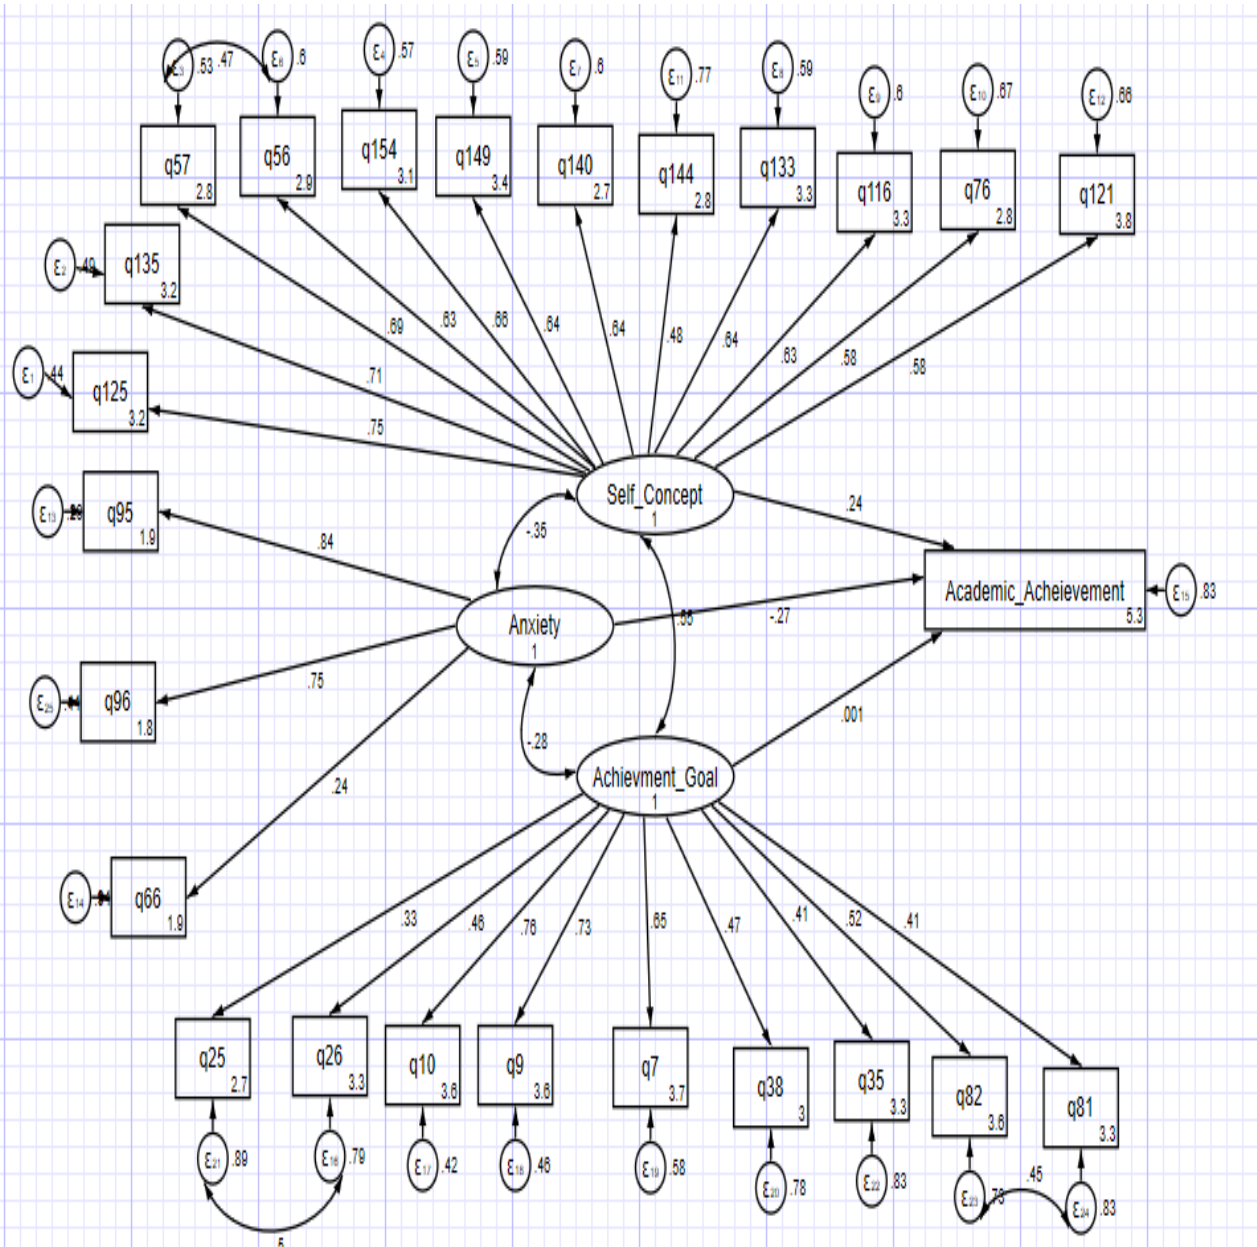 ε3 .53 .47 ε6 .6 ε4 .57 ε5 .59 ε7 .6 ε11 .77 ε8 .59 ε9 .6 ε10 .67 ε12 .66
q57 2.8
q56 2.9
q154 3.1
q149 3.4
q140 2.7
q144 2.8
q133 3.3
q116 3.3
q76 2.8
q121 3.8
ε2 .49
q135 3.2
.69 .63 .66 .64 .64 .48 .64 .63 .58 .58
ε1 .44
q125 3.2
.71
.75
Self_Concept
1
ε13
q95 1.9
.84
-.35
.24
Academic_Acheievement
5.3
ε15 .83
Anxiety
1
-.27
ε25
q96 1.8
.75
-.28
.001
Achievment_Goal
1
.24
ε14
q66 1.9
.33 .46 .76 .73 .65 .47 .41 .52 .41
q25 2.7
q26 3.3
q10 3.6
q9 3.6
q7 3.7
q38 3
q35 3.3
q82 3.6
q81 3.3
ε21 .89 ε16 .79 ε17 .42 ε18 .46 ε19 .58 ε20 .78 ε22 .83 ε23 .73 .45 ε24 .83
.5